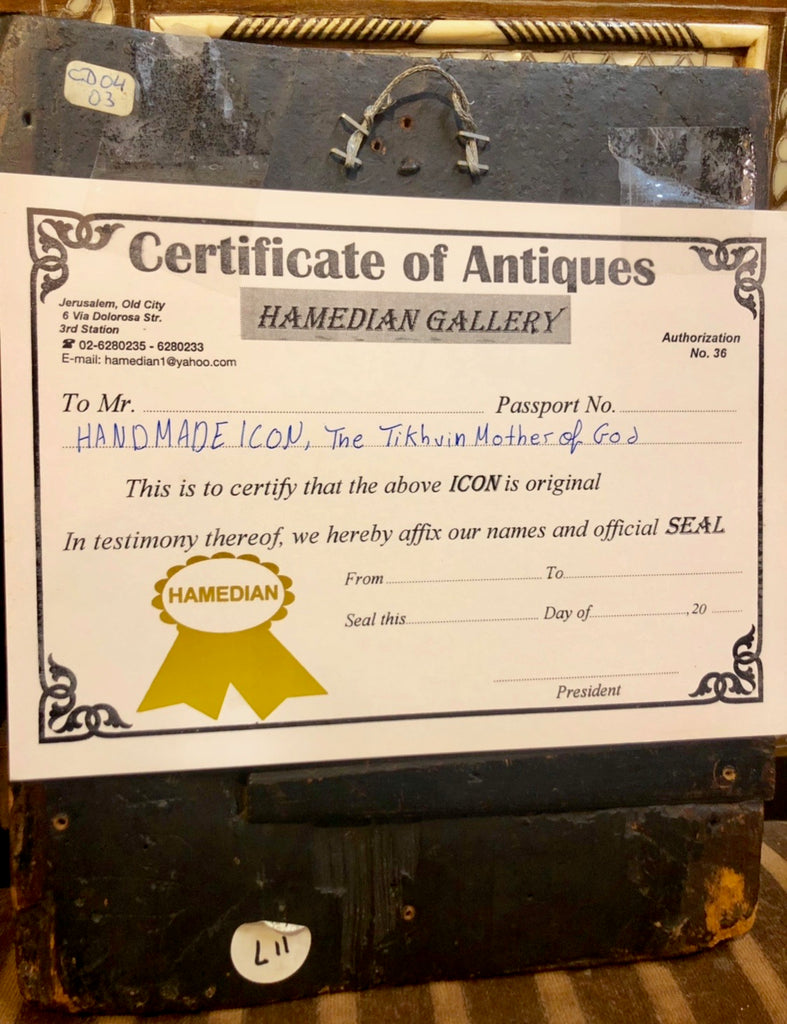 CD04
03
Certificate of Antiques
HAMEDIAN GALLERY
Jerusalem, Old City
6 Via Dolorosa Str.
3rd Station
☎ 02-6280235 - 6280233
E-mail: hamedian1@yahoo.com
Authorization
No. 36
To Mr. Passport No.
HANDMADE ICON, The Tikhvin Mother of God
This is to certify that the above ICON is original
In testimony thereof, we hereby affix our names and official SEAL
HAMEDIAN
From To
Seal this Day of , 20
President
L11